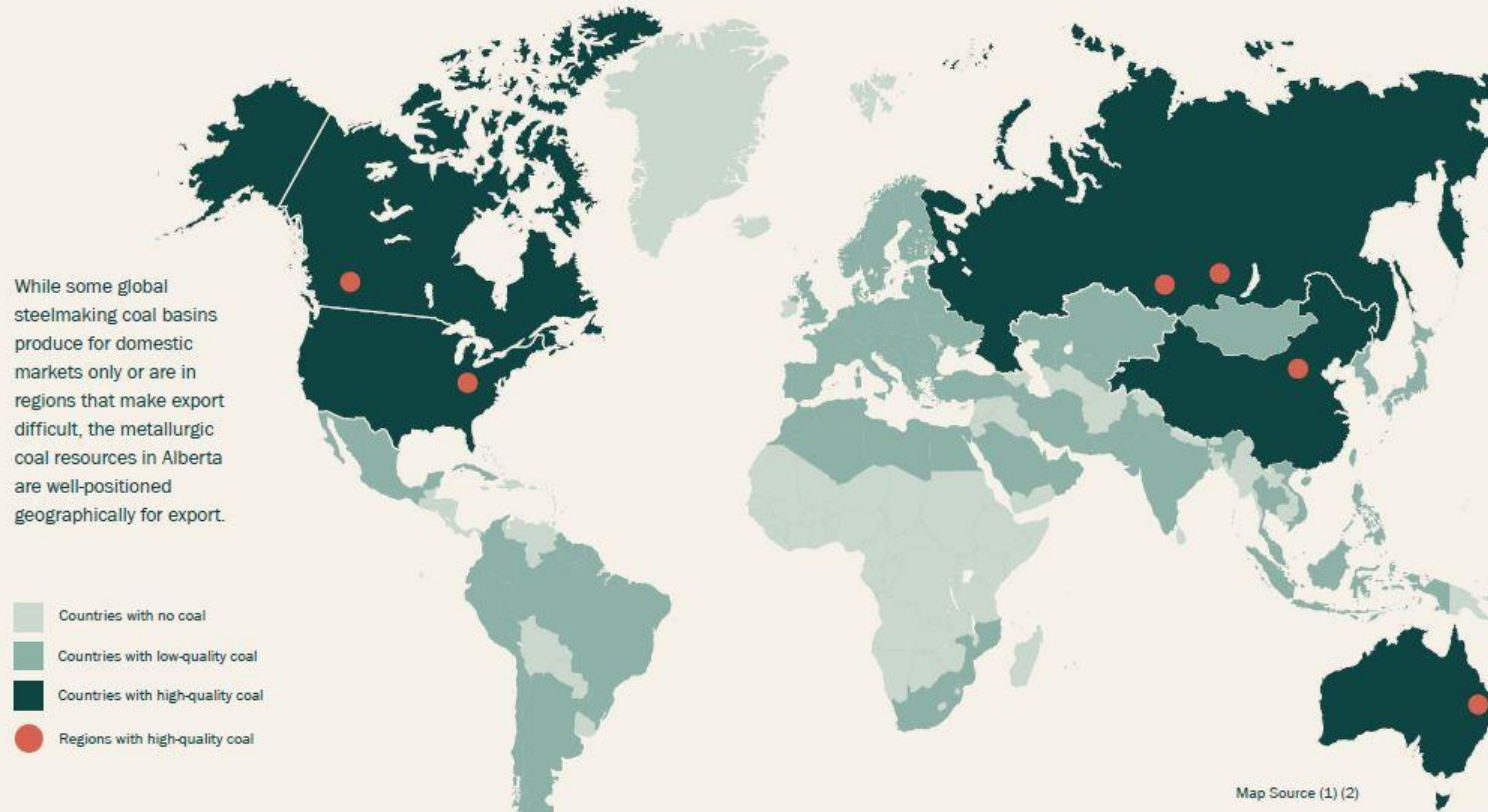 While some global
steelmaking coal basins
produce for domestic
markets only or are in
regions that make export
difficult, the metallurgic
coal resources in Alberta
are well-positioned
geographically for export.
Countries with no coal
Countries with low-quality coal
Countries with high-quality coal
Regions with high-quality coal
Map Source (1) (2)